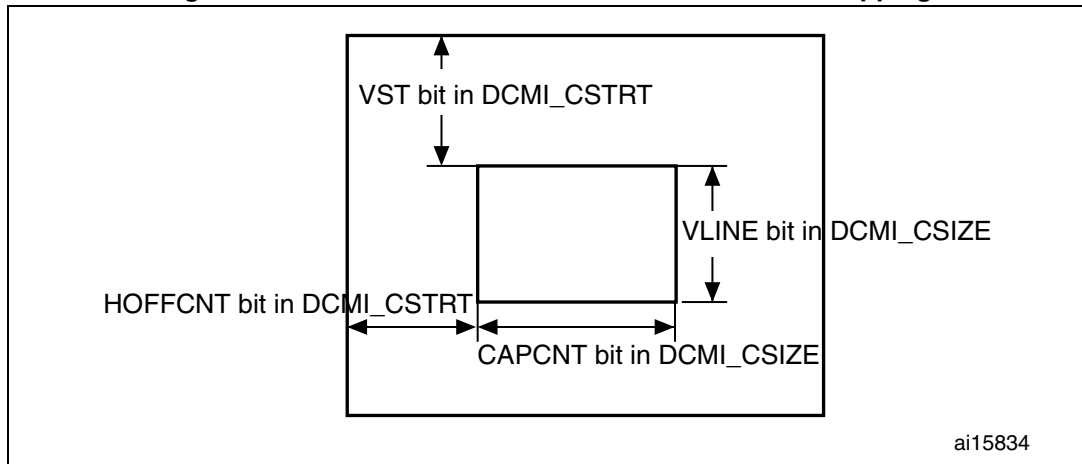 VST bit in DCMI_CSTRT
VLINE bit in DCMI_CSIZE
HOFFCNT bit in DCMI_CSTRT
CAPCNT bit in DCMI_CSIZE
ai15834